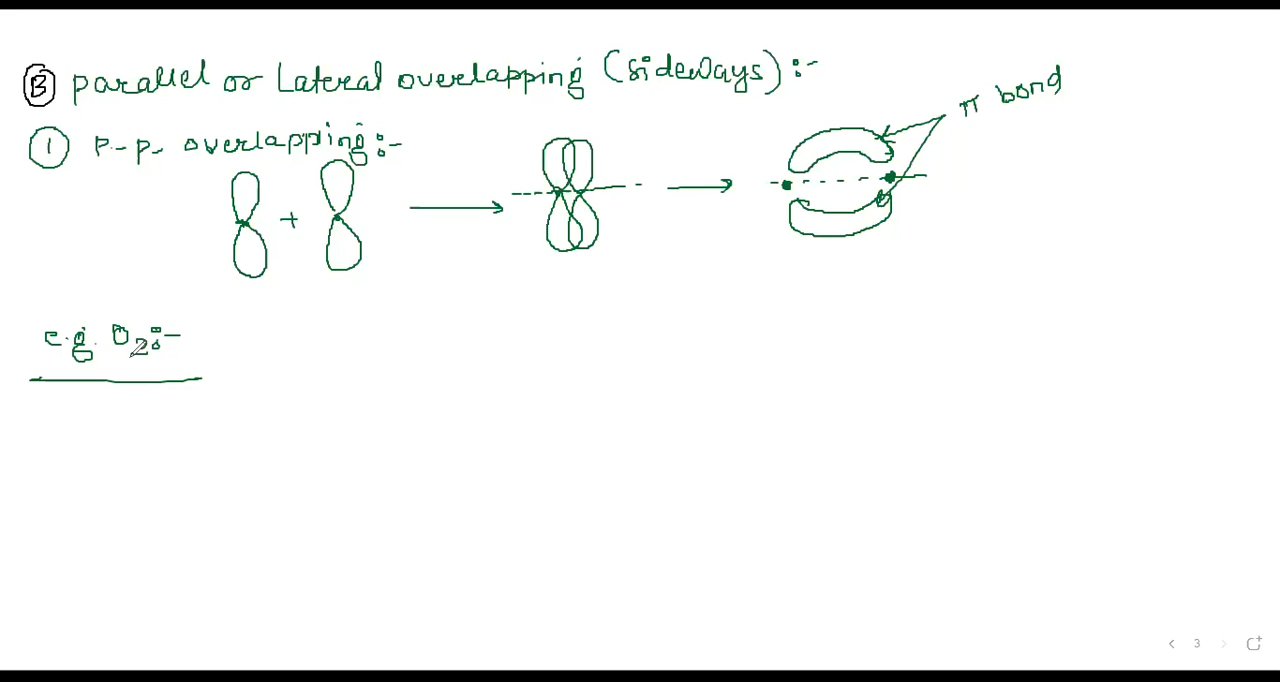 Ⓑ Parallel or Lateral overlapping (sideways) :-
① P-P overlapping :-
π bond
+
e.g. O2 :-
3